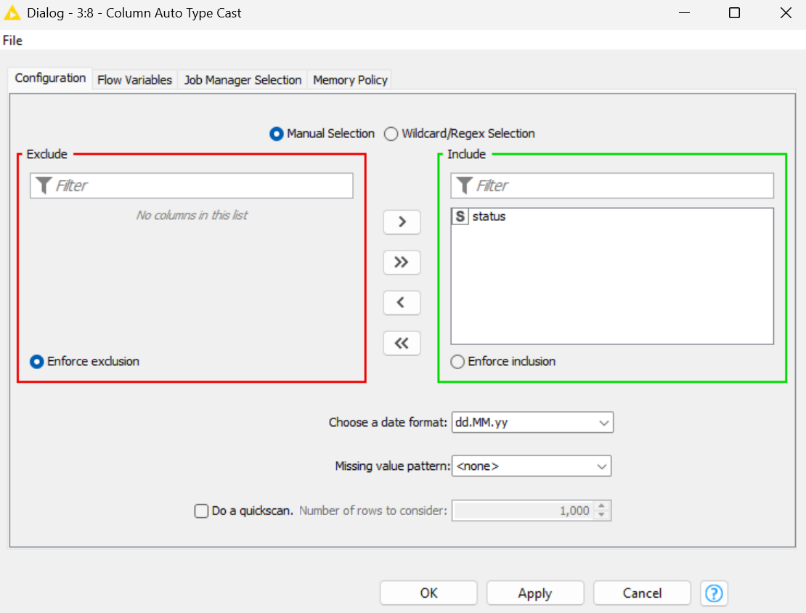 Dialog - 3:8 - Column Auto Type Cast
File
Configuration Flow Variables Job Manager Selection Memory Policy
Manual Selection Wildcard/Regex Selection
Exclude Include
Filter Filter
No columns in this list S status
>
>>
<
<<
Enforce exclusion Enforce inclusion
Choose a date format: dd.MM.yy
Missing value pattern: <none>
Do a quickscan. Number of rows to consider: 1,000
OK Apply Cancel ?